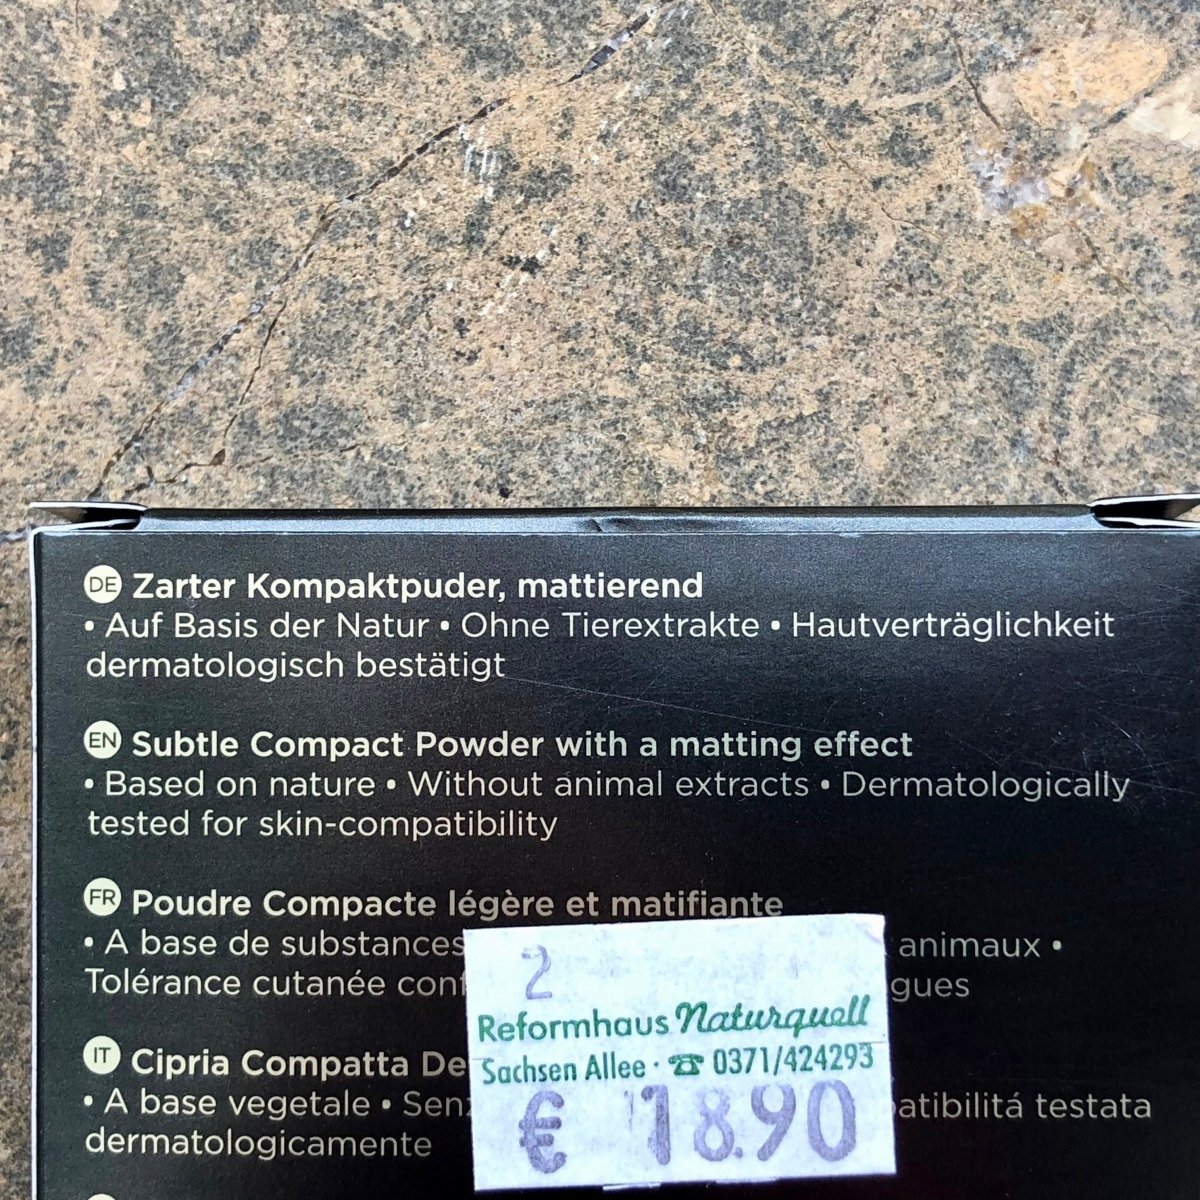 DE Zarter Kompaktpuder, mattierend
• Auf Basis der Natur • Ohne Tierextrakte • Hautverträglichkeit
dermatologisch bestätigt
EN Subtle Compact Powder with a matting effect
• Based on nature • Without animal extracts • Dermatologically
tested for skin-compatibility
FR Poudre Compacte légère et matifiante
• A base de substances animaux •
Tolérance cutanée
IT Cipria Compatta
• A base vegetale • testata
dermatologicamente
2
Reformhaus Naturquell
Sachsen Allee · ☎ 0371/424293
€ 18.90